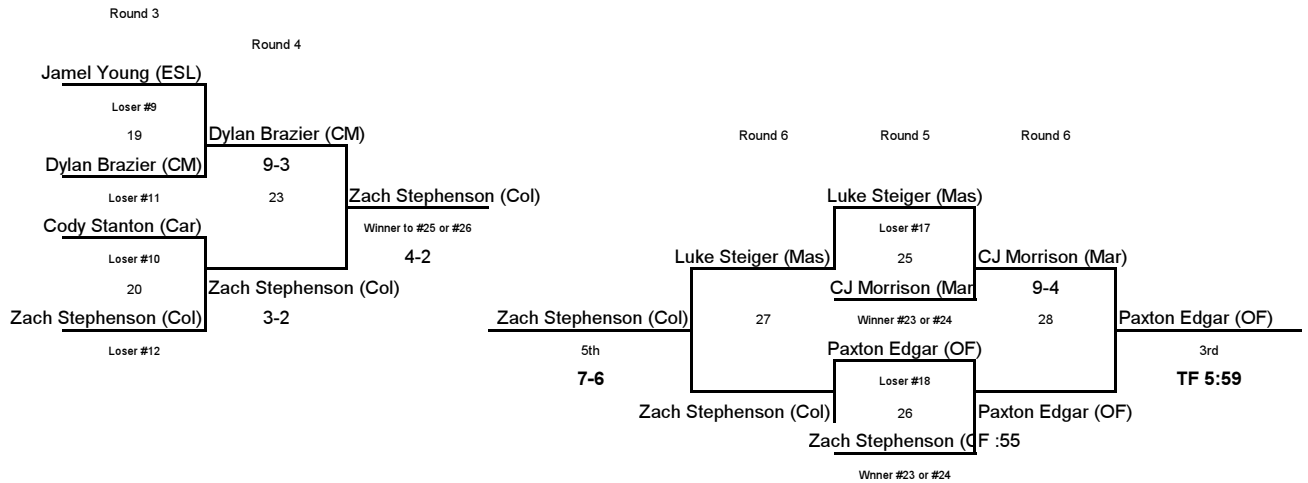 Round 3
Round 4
Jamel Young (ESL)
Loser #9
19
Dylan Brazier (CM)
Dylan Brazier (CM)
9-3
Loser #11
23
Zach Stephenson (Col)
Cody Stanton (Car)
Winner to #25 or #26
Loser #10
4-2
20
Zach Stephenson (Col)
Zach Stephenson (Col)
3-2
Loser #12
Round 6
Round 5
Round 6
Luke Steiger (Mas)
Loser #17
Luke Steiger (Mas)
25
CJ Morrison (Mar)
CJ Morrison (Mar
9-4
Zach Stephenson (Col)
27
Winner #23 or #24
28
Paxton Edgar (OF)
5th
Paxton Edgar (OF)
3rd
7-6
Loser #18
TF 5:59
Zach Stephenson (Col)
26
Paxton Edgar (OF)
Zach Stephenson (
F :55
Wnner #23 or #24